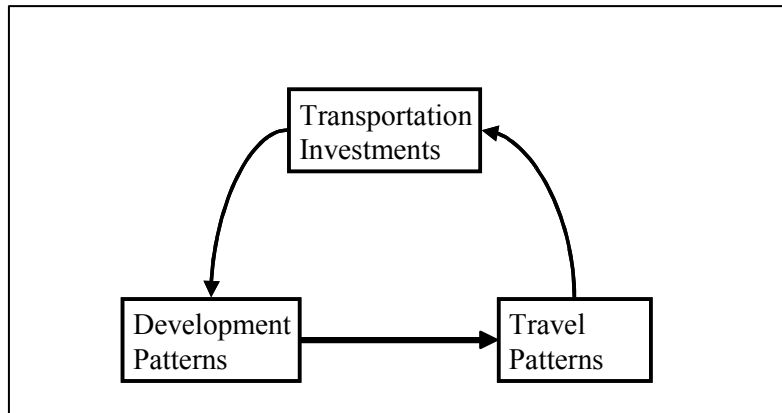 Transportation
Investments
Development
Patterns
Travel
Patterns